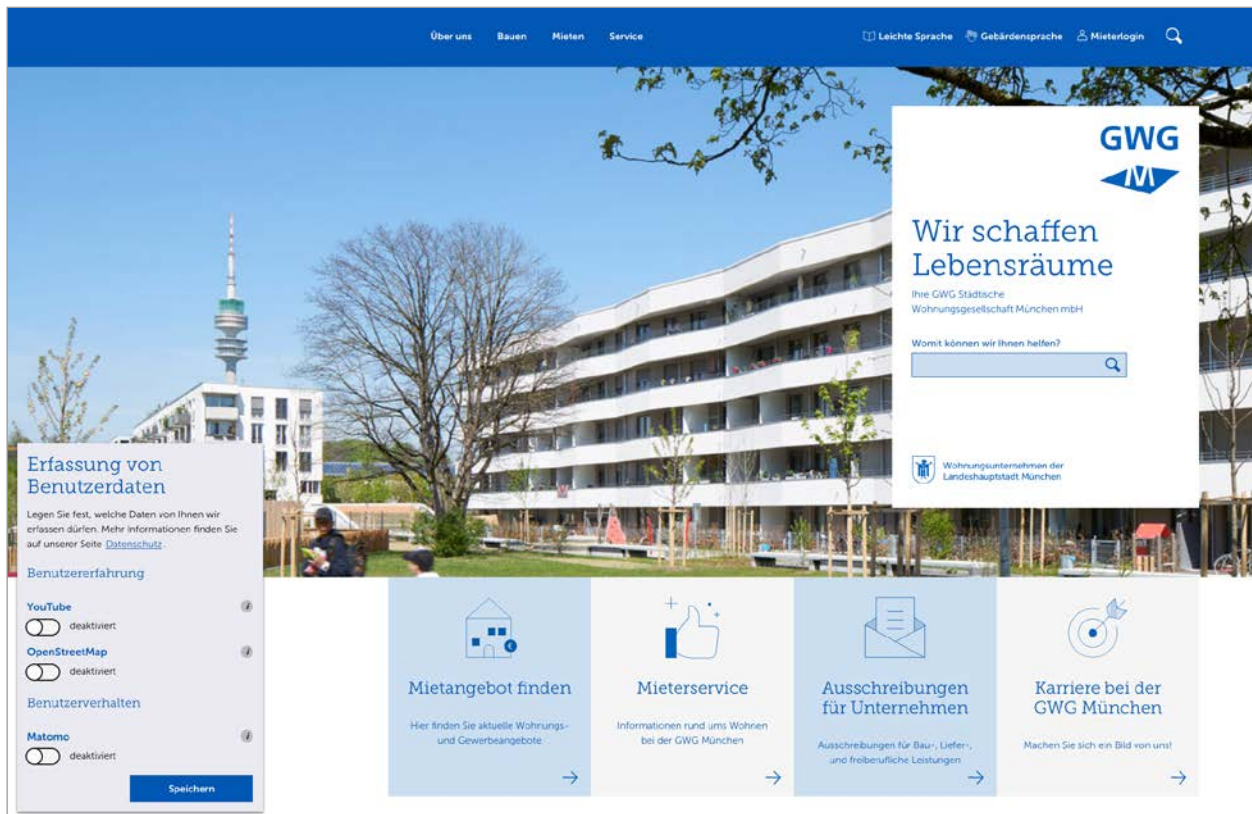 Über uns Bauen Mieten Service Leichte Sprache Gebärdensprache Mieterlogin
GWG
M
Wir schaffen
Lebensräume
Ihre GWG Städtische
Wohnungsgesellschaft München mbH
Womit können wir Ihnen helfen?
Wohnungsunternehmen der
Landeshauptstadt München
Erfassung von
Benutzerdaten
Legen Sie fest, welche Daten von Ihnen wir
erfassen dürfen. Mehr Informationen finden Sie
auf unserer Seite Datenschutz.
Benutzererfahrung
YouTube i
deaktiviert
OpenStreetMap i
deaktiviert
Benutzerverhalten
Matomo i
deaktiviert
Speichern
Mietangebot finden
Hier finden Sie aktuelle Wohnungs-
und Gewerbeangebote
Mieterservice
Informationen rund ums Wohnen
bei der GWG München
Ausschreibungen
für Unternehmen
Ausschreibungen für Bau-, Liefer-,
und freiberufliche Leistungen
Karriere bei der
GWG München
Machen Sie sich ein Bild von uns!